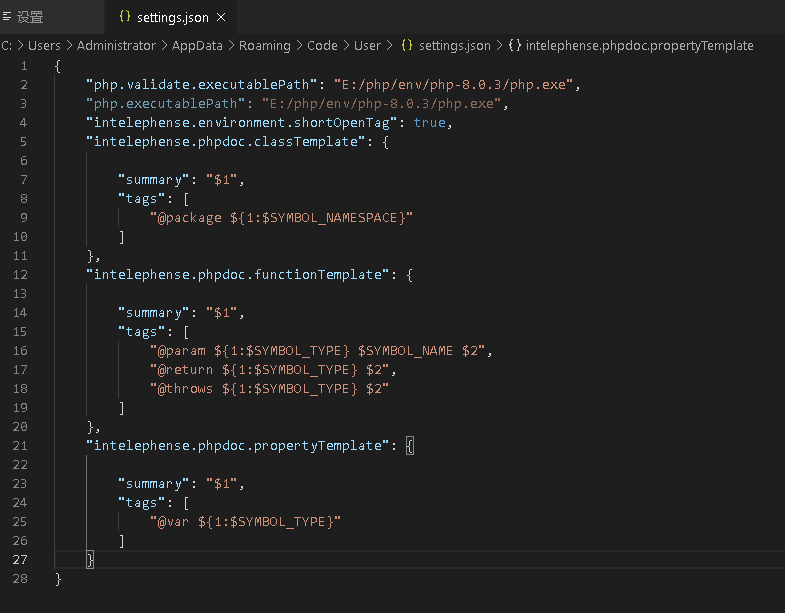 设置
{} settings.json ×
C: > Users > Administrator > AppData > Roaming > Code > User > {} settings.json > {} intelephense.phpdoc.propertyTemplate
1 {
2 "php.validate.executablePath": "E:/php/env/php-8.0.3/php.exe",
3 "php.executablePath": "E:/php/env/php-8.0.3/php.exe",
4 "intelephense.environment.shortOpenTag": true,
5 "intelephense.phpdoc.classTemplate": {
6
7 "summary": "$1",
8 "tags": [
9 "@package ${1:$SYMBOL_NAMESPACE}"
10 ]
11 },
12 "intelephense.phpdoc.functionTemplate": {
13
14 "summary": "$1",
15 "tags": [
16 "@param ${1:$SYMBOL_TYPE} $SYMBOL_NAME $2",
17 "@return ${1:$SYMBOL_TYPE} $2",
18 "@throws ${1:$SYMBOL_TYPE} $2"
19 ]
20 },
21 "intelephense.phpdoc.propertyTemplate": {
22
23 "summary": "$1",
24 "tags": [
25 "@var ${1:$SYMBOL_TYPE}"
26 ]
27 }
28 }